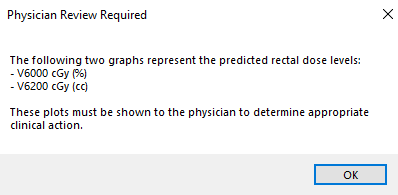 Physician Review Required
The following two graphs represent the predicted rectal dose levels:
- V6000 cGy (%)
- V6200 cGy (cc)
These plots must be shown to the physician to determine appropriate
clinical action.
OK